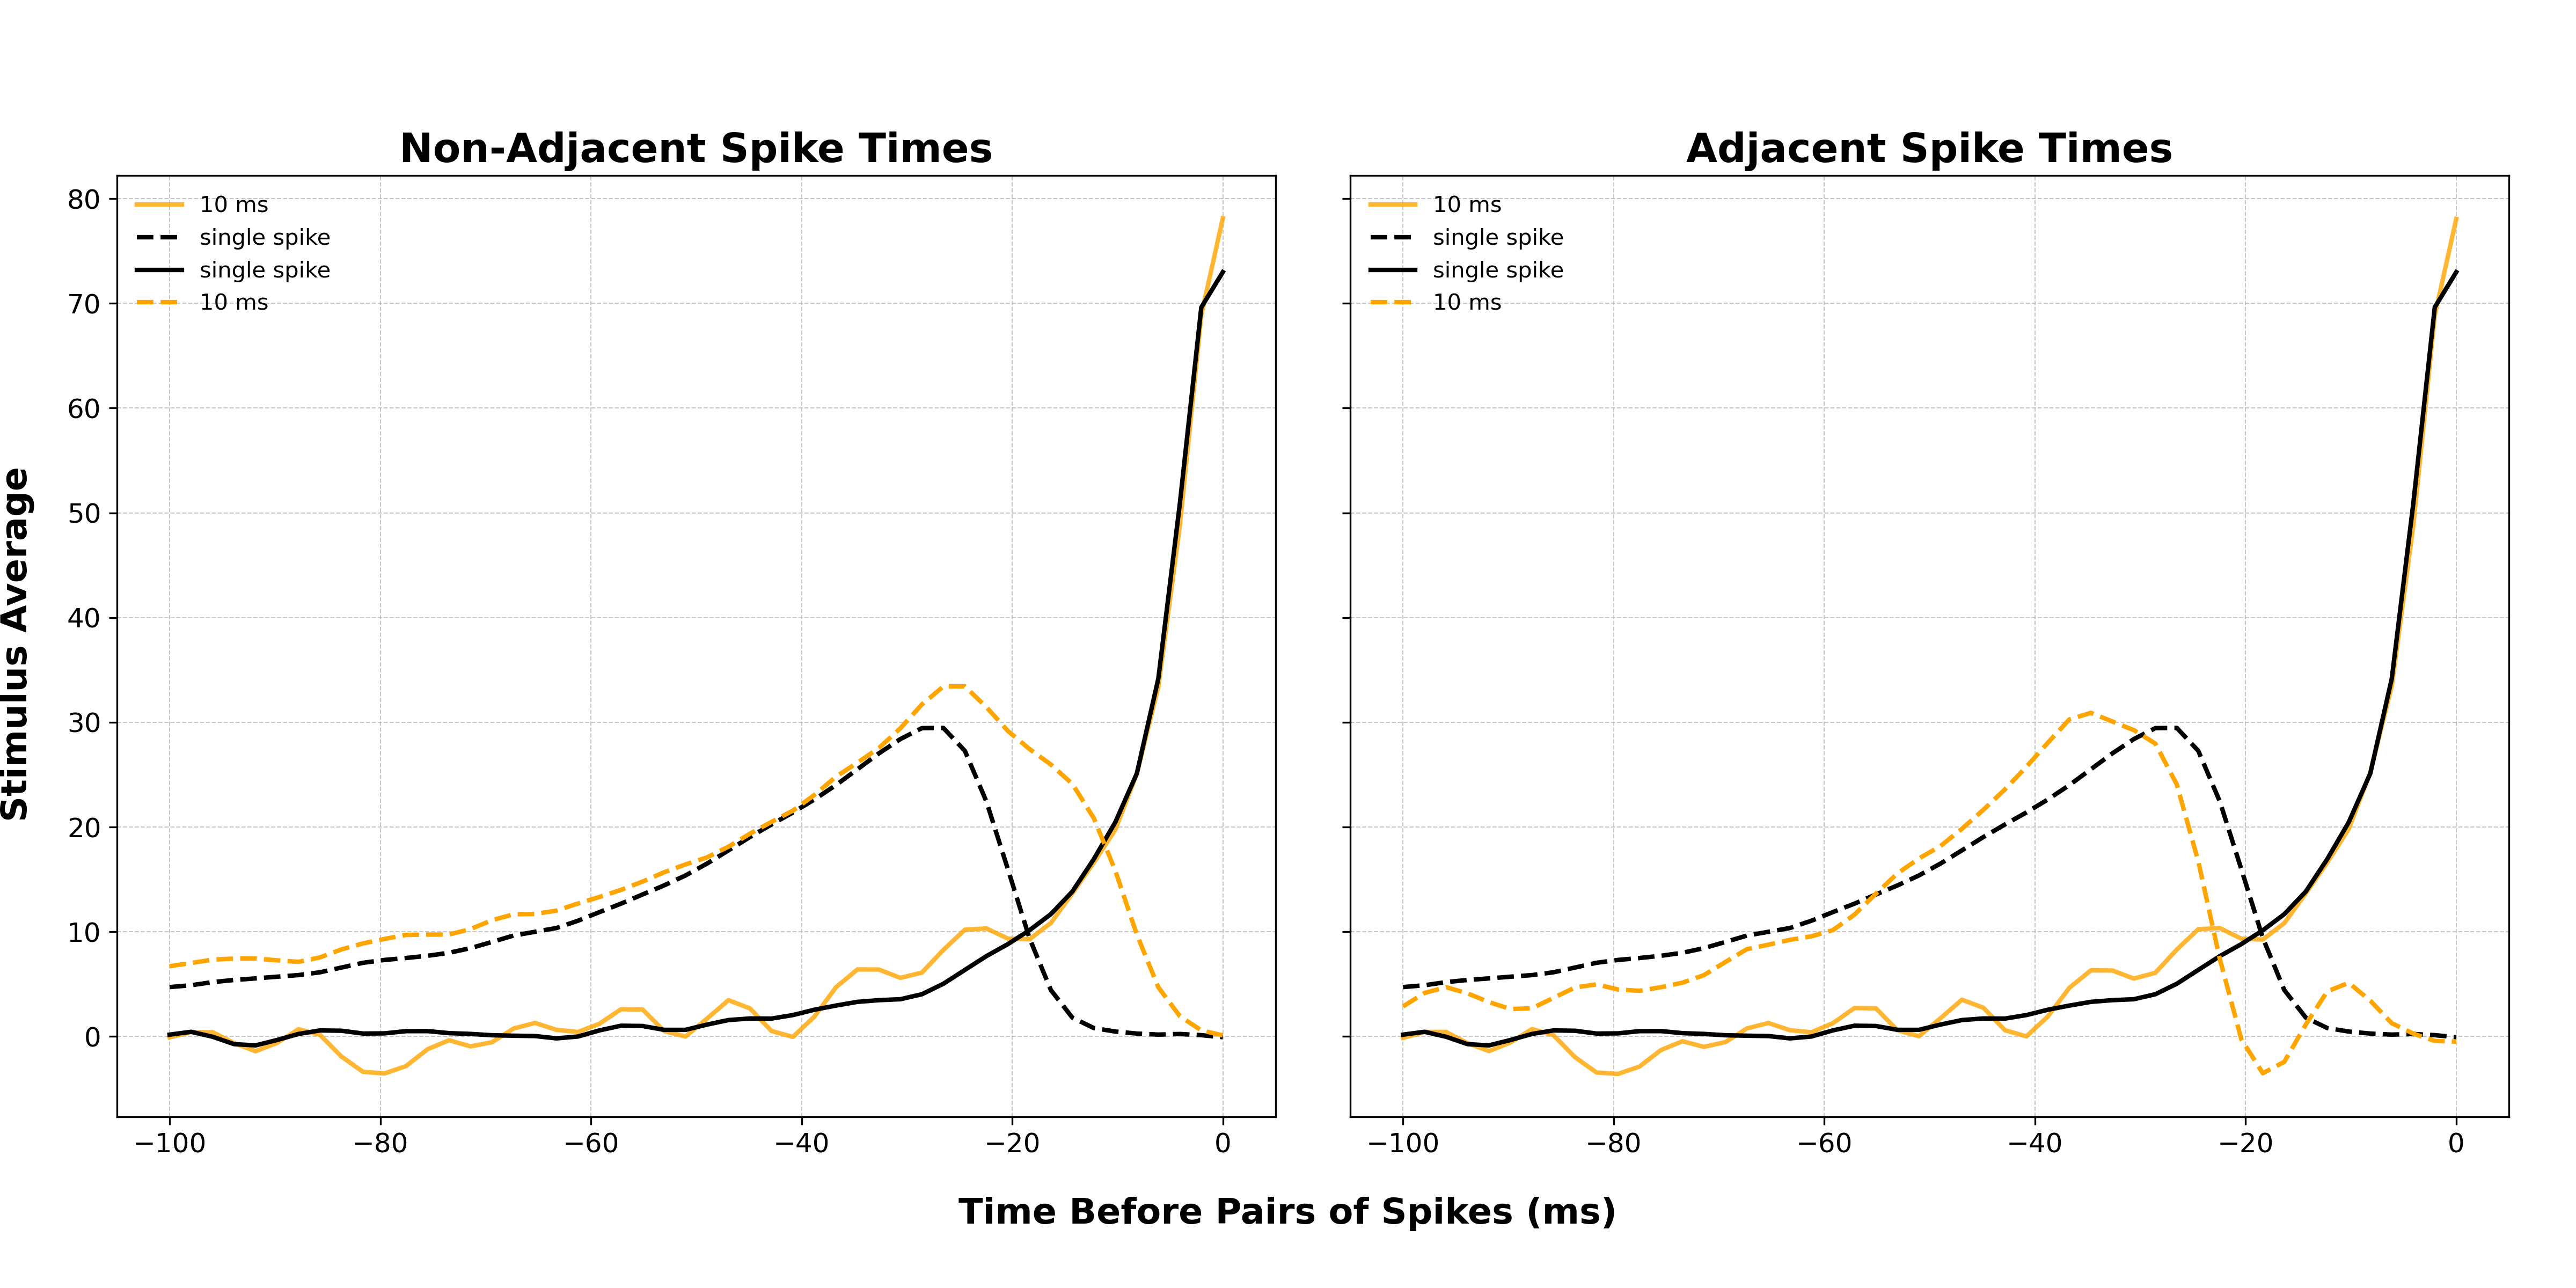 Non-Adjacent Spike Times
Adjacent Spike Times
Stimulus Average
80
70
60
50
40
30
20
10
0
10 ms
single spike
single spike
10 ms
10 ms
single spike
single spike
10 ms
−100
−80
−60
−40
−20
0
−100
−80
−60
−40
−20
0
Time Before Pairs of Spikes (ms)